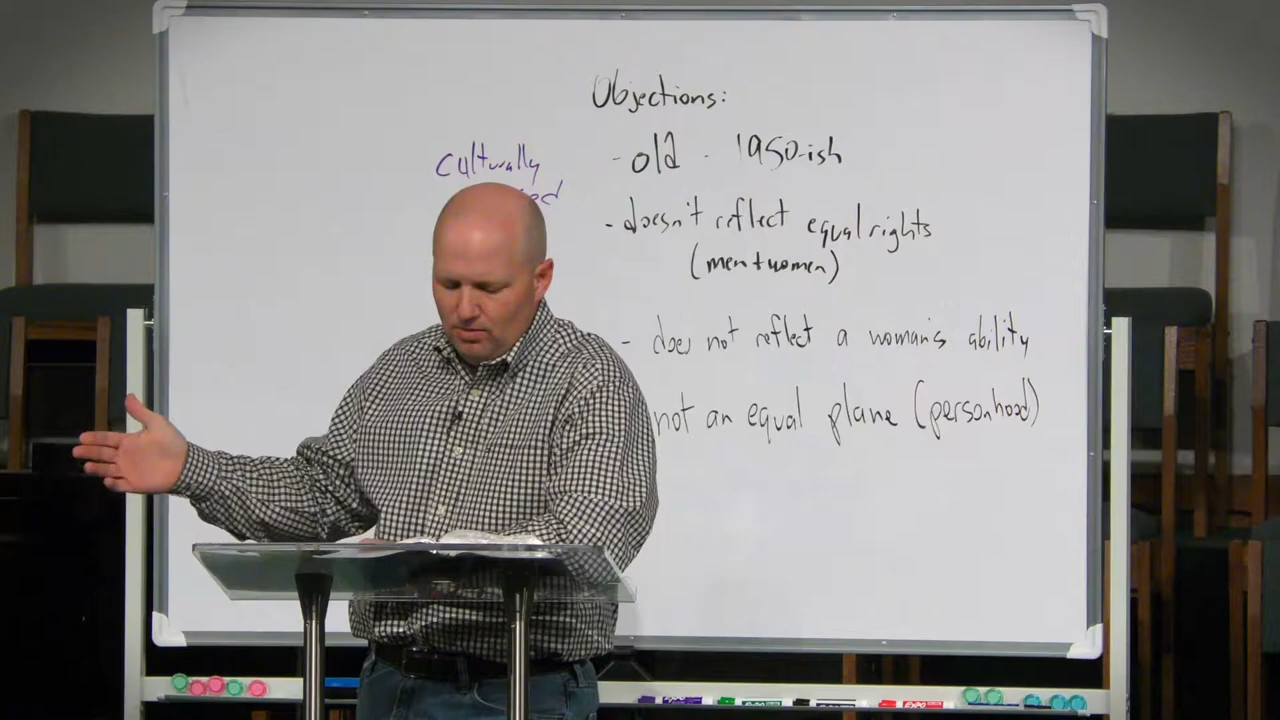 Objections:
culturally
- old - 1950-ish
- doesn't reflect equal rights
(men + women)
- does not reflect a woman's ability
not an equal plane (personhood)
EXPO